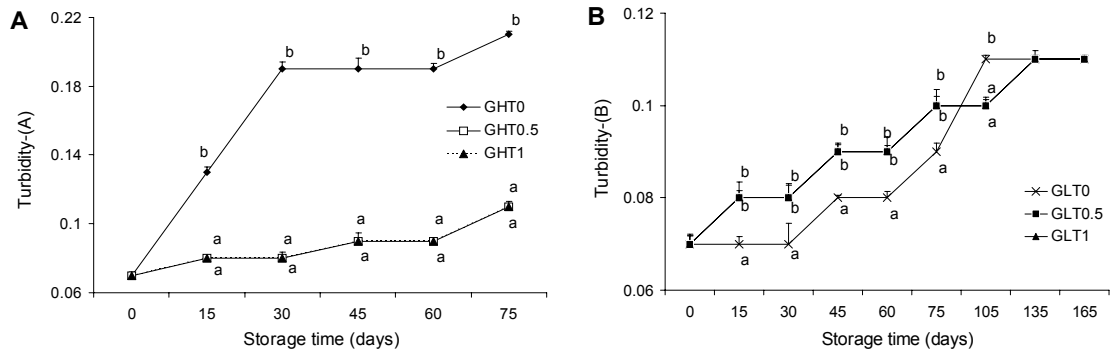 A
0.22
0.18
0.14
0.1
0.06
Turbidity-(A)
b
b
b
b
b
a
a
a
a
a
a
a
a
a
a
GHT0
GHT0.5
GHT1
0 15 30 45 60 75
Storage time (days)
B
0.12
0.1
0.08
0.06
Turbidity-(B)
b
b
b
b
b
b
b
b
b
b
b
a
a
a
a
a
a
a
GLT0
GLT0.5
GLT1
0 15 30 45 60 75 105 135 165
Storage time (days)